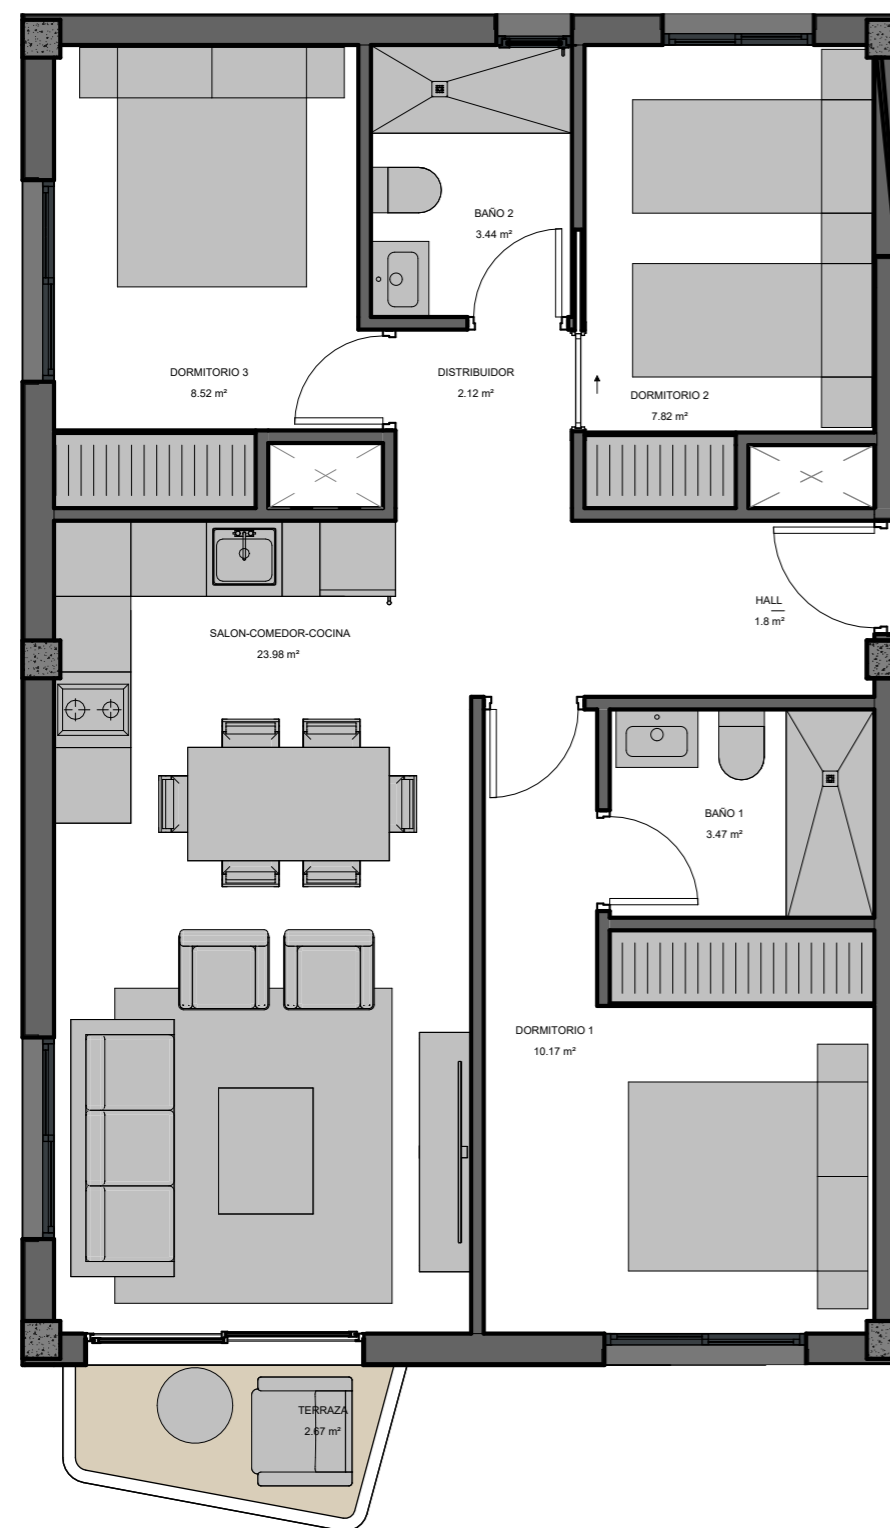 BAÑO 2
3.44 m²
DORMITORIO 3
8.52 m²
DISTRIBUIDOR
2.12 m²
DORMITORIO 2
7.82 m²
HALL
1.8 m²
SALON-COMEDOR-COCINA
23.98 m²
BAÑO 1
3.47 m²
DORMITORIO 1
10.17 m²
TERRAZA
2.67 m²